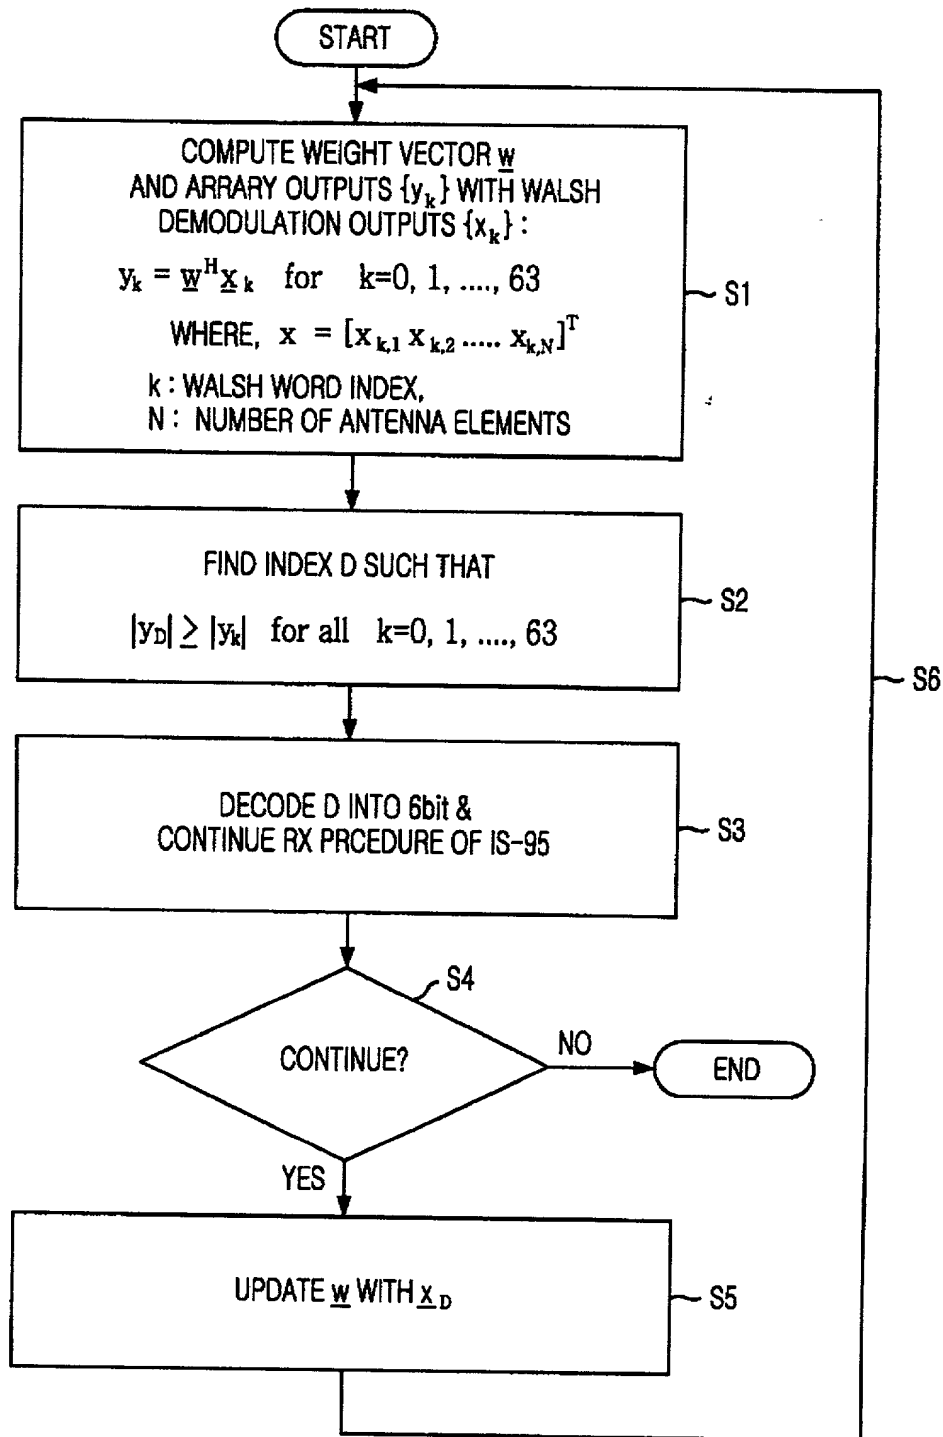 START
COMPUTE WEIGHT VECTOR w
AND ARRARY OUTPUTS {yₖ} WITH WALSH
DEMODULATION OUTPUTS {xₖ} :
yₖ = wᴴxₖ for k=0, 1, ...., 63
WHERE, x = [xₖ,₁ xₖ,₂ ..... xₖ,N]ᵀ
k : WALSH WORD INDEX,
N : NUMBER OF ANTENNA ELEMENTS
S1
FIND INDEX D SUCH THAT
|y_D| ≥ |yₖ| for all k=0, 1, ...., 63
S2
S6
DECODE D INTO 6bit &
CONTINUE RX PRCEDURE OF IS-95
S3
S4
CONTINUE?
NO
END
YES
UPDATE w WITH x_D
S5